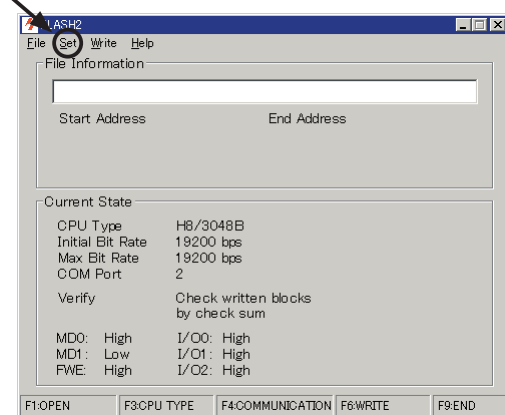 FLASH2
File Set Write Help
File Information
Start Address End Address
Current State
CPU Type H8/3048B
Initial Bit Rate 19200 bps
Max Bit Rate 19200 bps
COM Port 2
Verify Check written blocks
by check sum
MD0: High I/O0: High
MD1: Low I/O1: High
FWE: High I/O2: High
F1:OPEN F3:CPU TYPE F4:COMMUNICATION F6:WRITE F9:END